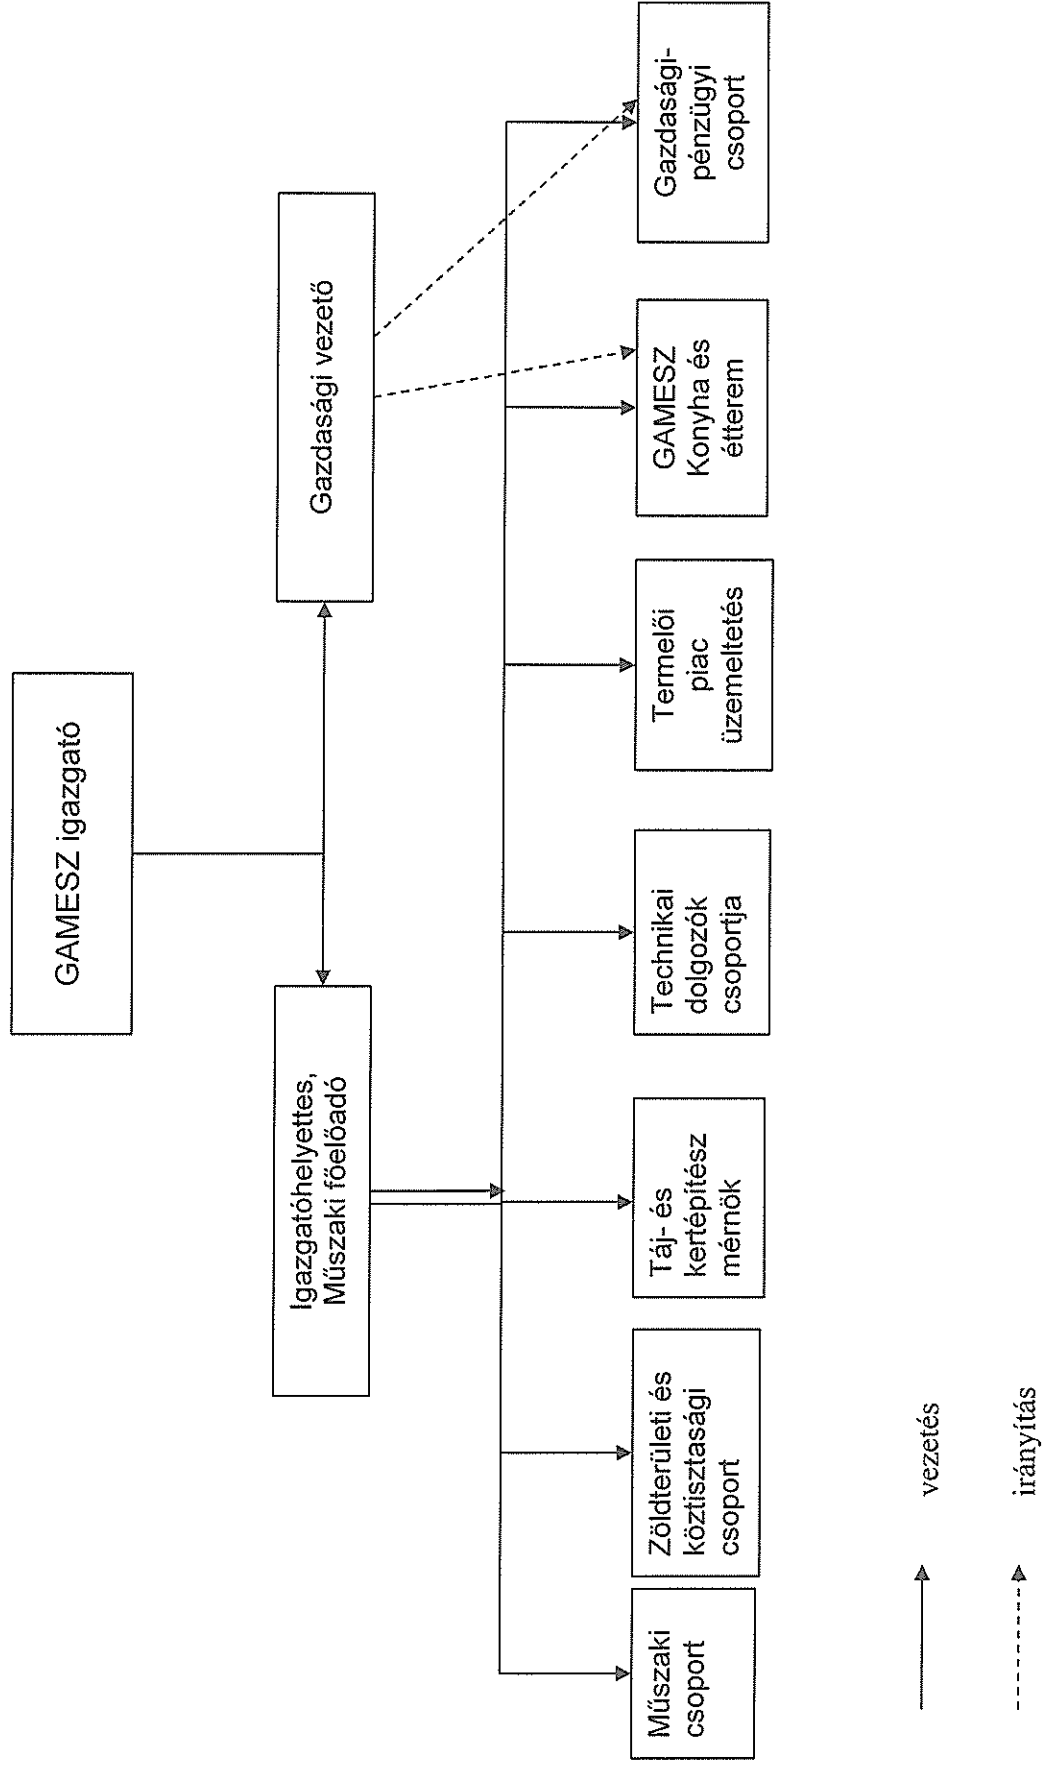 GAMESZ igazgató
Igazgatóhelyettes,
Műszaki főelőadó
Gazdasági vezető
Műszaki
csoport
Zöldterületi és
köztisztasági
csoport
Táj- és
kertépítész
mérnök
Technikai
dolgozók
csoportja
Termelői
piac
üzemeltetés
GAMESZ
Konyha és
étterem
Gazdasági-
pénzügyi
csoport
vezetés
irányítás